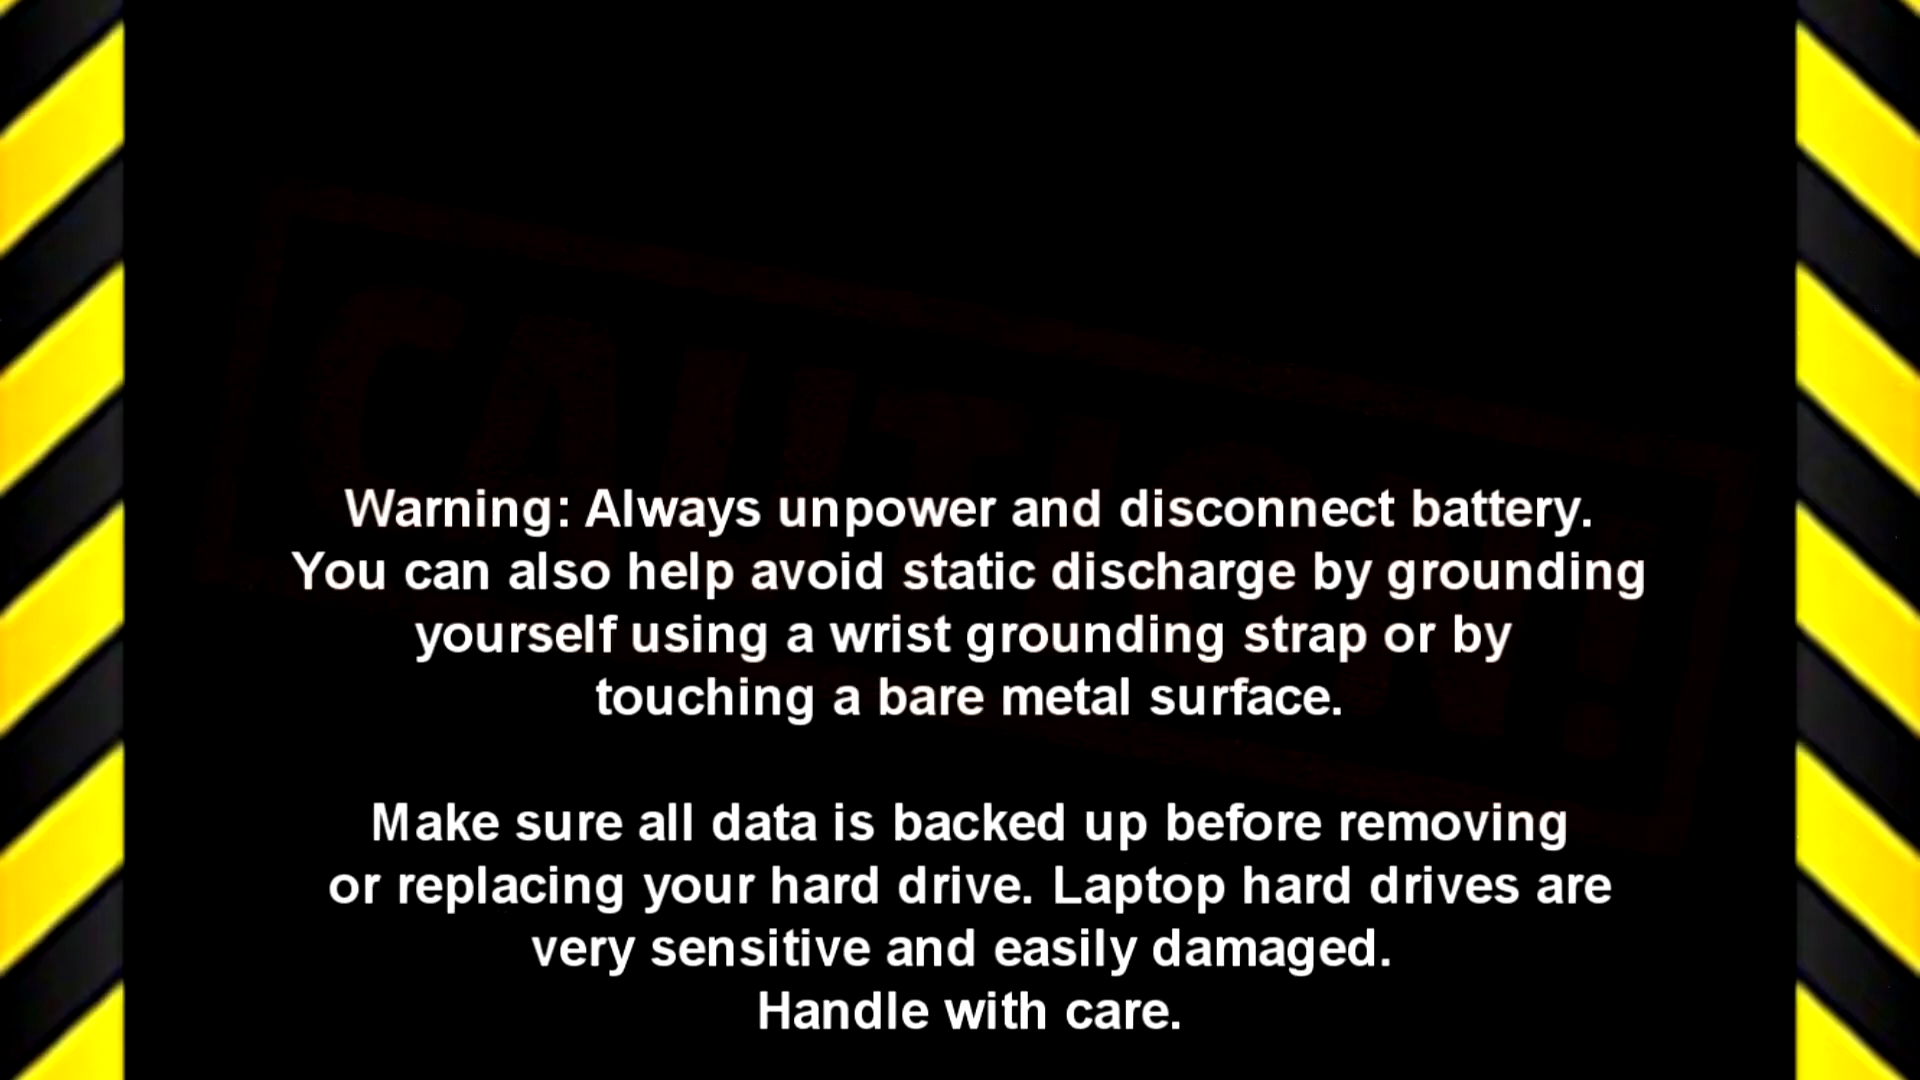 CAUTION!
Warning: Always unpower and disconnect battery.
You can also help avoid static discharge by grounding
yourself using a wrist grounding strap or by
touching a bare metal surface.
Make sure all data is backed up before removing
or replacing your hard drive. Laptop hard drives are
very sensitive and easily damaged.
Handle with care.